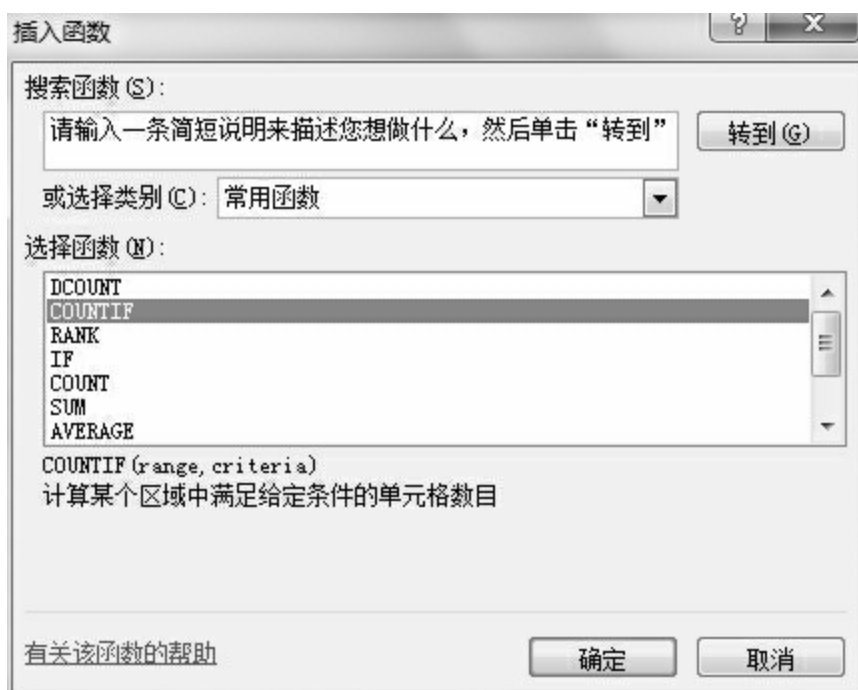 插入函数
搜索函数(S):
请输入一条简短说明来描述您想做什么，然后单击“转到”
转到(G)
或选择类别(C): 常用函数
选择函数(N):
DCOUNT
COUNTIF
RANK
IF
COUNT
SUM
AVERAGE
COUNTIF(range,criteria)
计算某个区域中满足给定条件的单元格数目
有关该函数的帮助
确定
取消